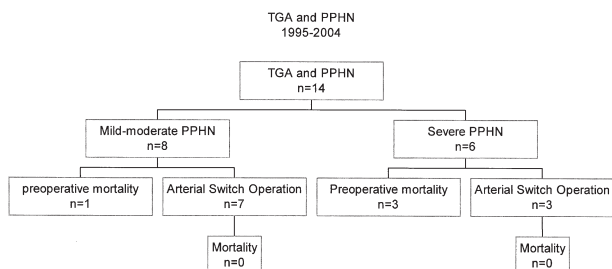 TGA and PPHN
1995-2004
TGA and PPHN
n=14
Mild-moderate PPHN
n=8
Severe PPHN
n=6
preoperative mortality
n=1
Arterial Switch Operation
n=7
Preoperative mortality
n=3
Arterial Switch Operation
n=3
Mortality
n=0
Mortality
n=0